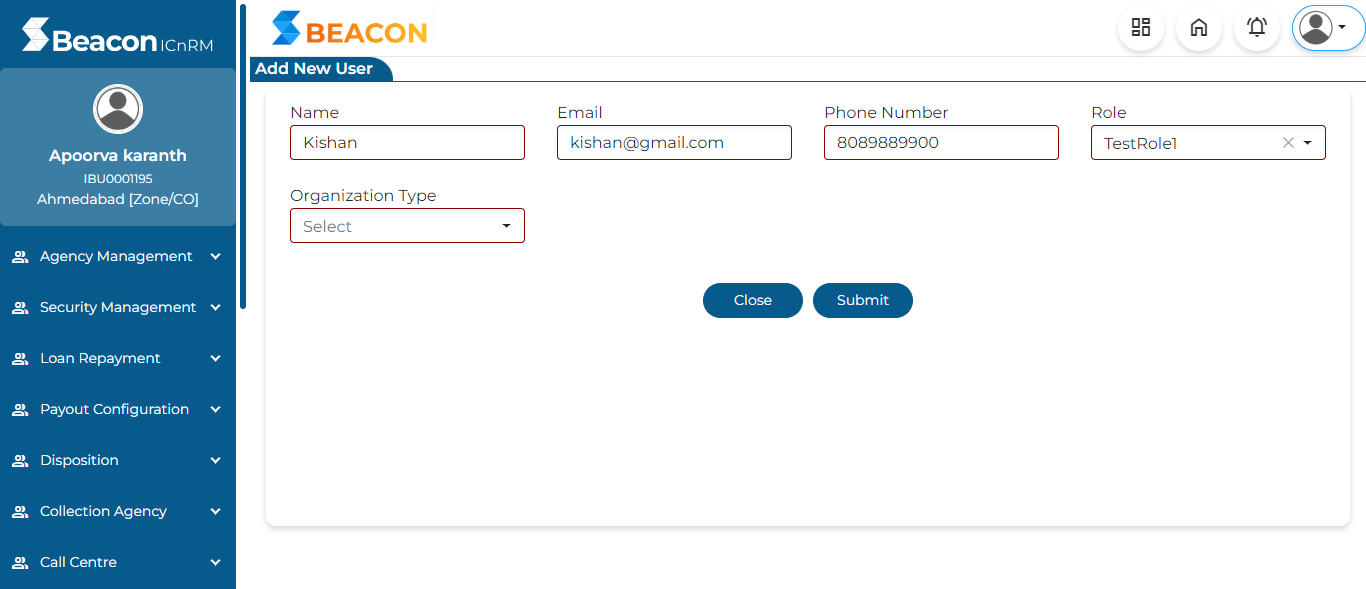 Beacon ICnRM
Apoorva karanth
IBU0001195
Ahmedabad [Zone/CO]
Agency Management
Security Management
Loan Repayment
Payout Configuration
Disposition
Collection Agency
Call Centre
BEACON
Add New User
Name
Kishan
Email
kishan@gmail.com
Phone Number
8089889900
Role
TestRole1
Organization Type
Select
Close
Submit